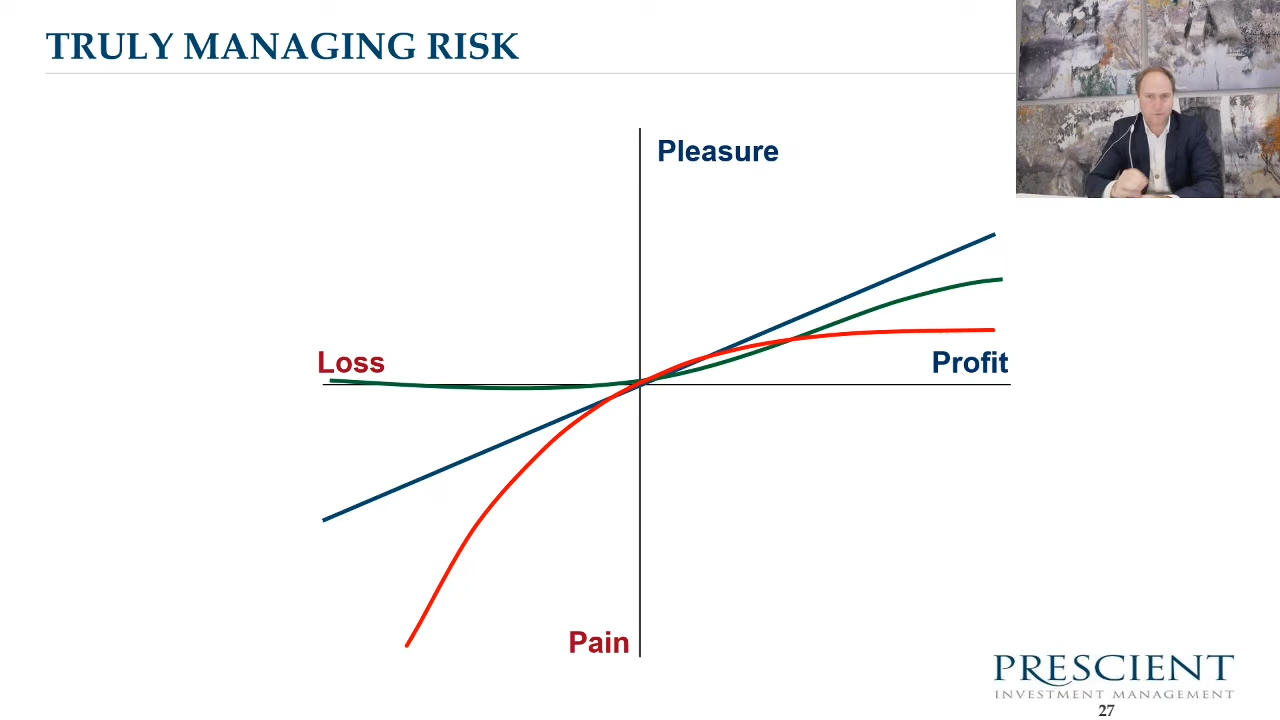 TRULY MANAGING RISK
Pleasure
Loss
Profit
Pain
PRESCIENT
INVESTMENT MANAGEMENT
27